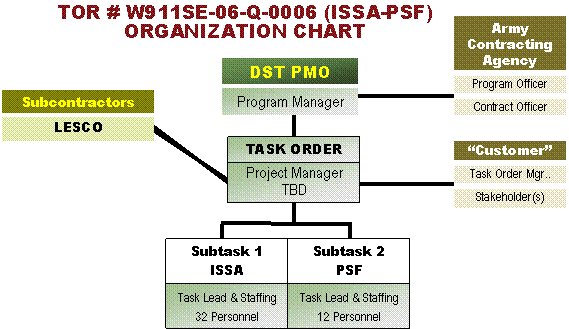 TOR # W911SE-06-Q-0006 (ISSA-PSF)
ORGANIZATION CHART
Army
Contracting
Agency
Program Officer
Contract Officer
DST PMO
Program Manager
Subcontractors
LESCO
TASK ORDER
Project Manager
TBD
“Customer”
Task Order Mgr..
Stakeholder(s)
Subtask 1
ISSA
Task Lead & Staffing
32 Personnel
Subtask 2
PSF
Task Lead & Staffing
12 Personnel